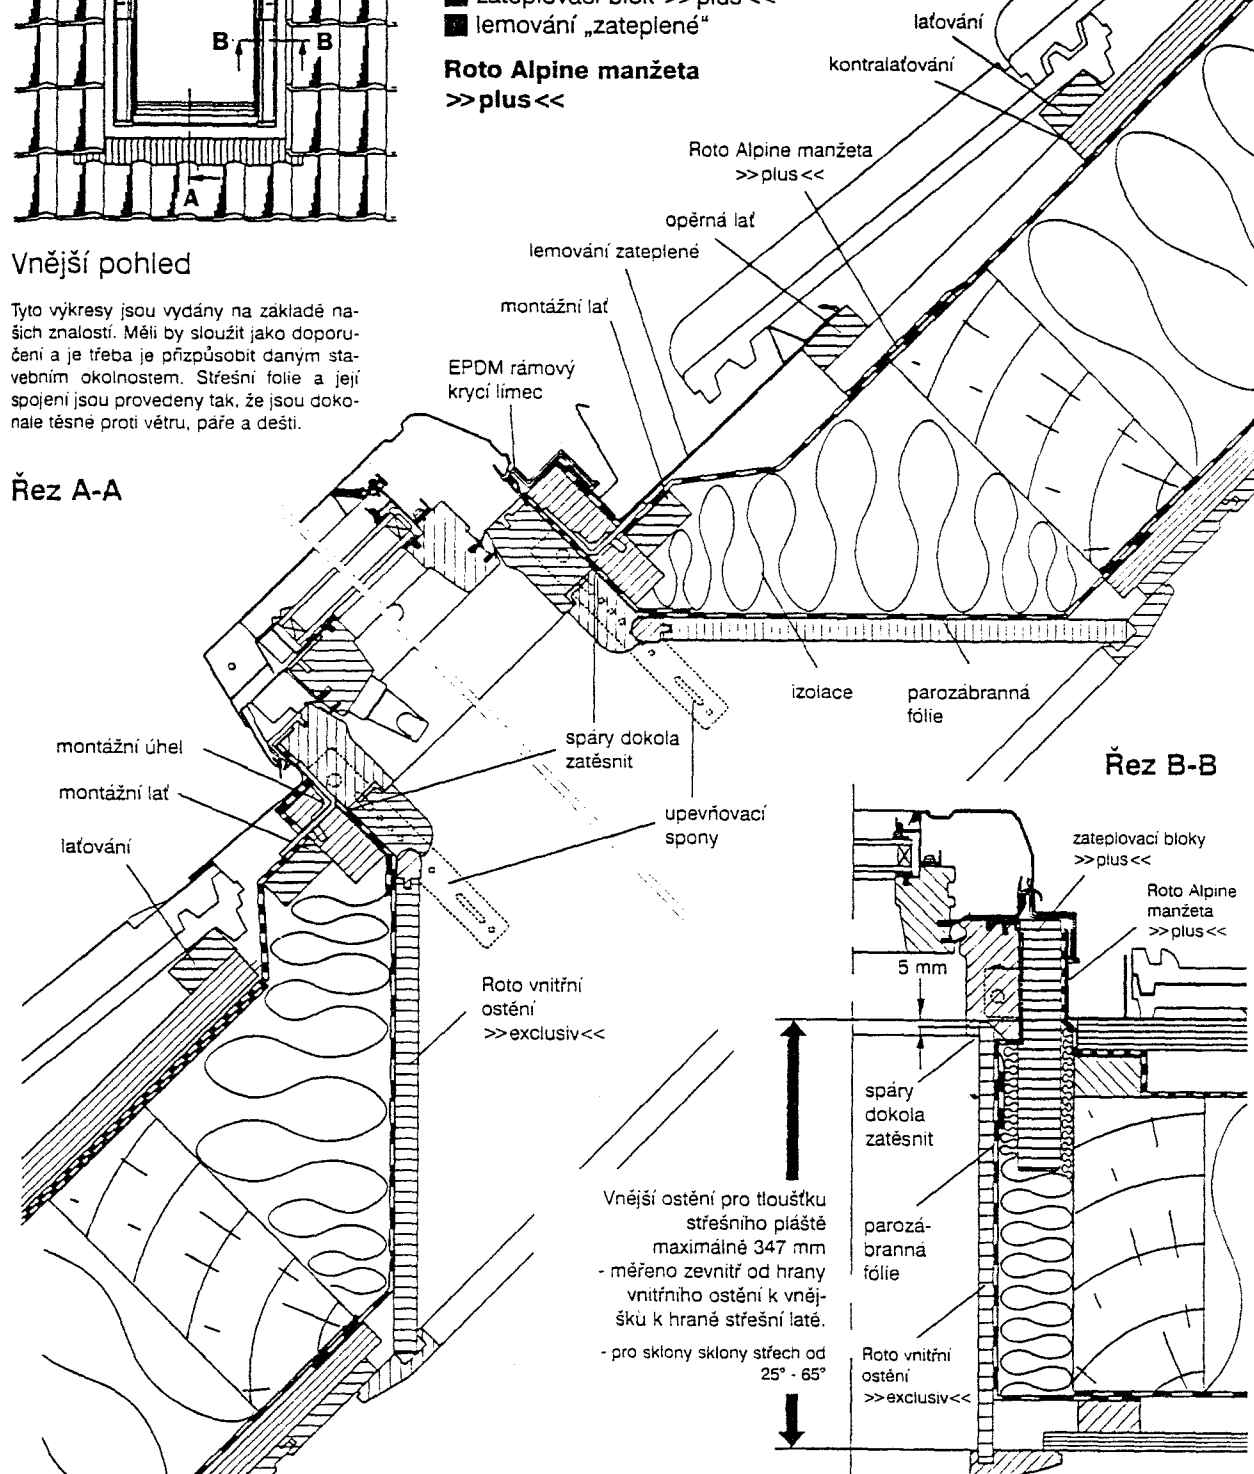 zateplovací blok >>plus<<
lemování „zateplené“
Roto Alpine manžeta
>>plus<<
B
B
A
Vnější pohled
Tyto výkresy jsou vydány na základě na-
šich znalostí. Měli by sloužit jako doporu-
čení a je třeba je přizpůsobit daným sta-
vebním okolnostem. Střešní folie a její
spojení jsou provedeny tak, že jsou doko-
nale těsné proti větru, páře a dešti.
Řez A-A
laťování
kontralaťování
Roto Alpine manžeta
>>plus<<
opěrná lať
lemování zateplené
montážní lať
EPDM rámový
krycí límec
izolace
parozábranná
fólie
montážní úhel
montážní lať
laťování
spáry dokola
zatěsnit
upevňovací
spony
Roto vnitřní
ostění
>>exclusiv<<
Řez B-B
zateplovací bloky
>>plus<<
Roto Alpine
manžeta
>>plus<<
5 mm
spáry
dokola
zatěsnit
Vnější ostění pro tloušťku
střešního pláště
maximálně 347 mm
- měřeno zevnitř od hrany
vnitřního ostění k vněj-
šku k hraně střešní latě.
- pro sklony sklony střech od
25° - 65°
parozá-
branná
fólie
Roto vnitřní
ostění
>>exclusiv<<